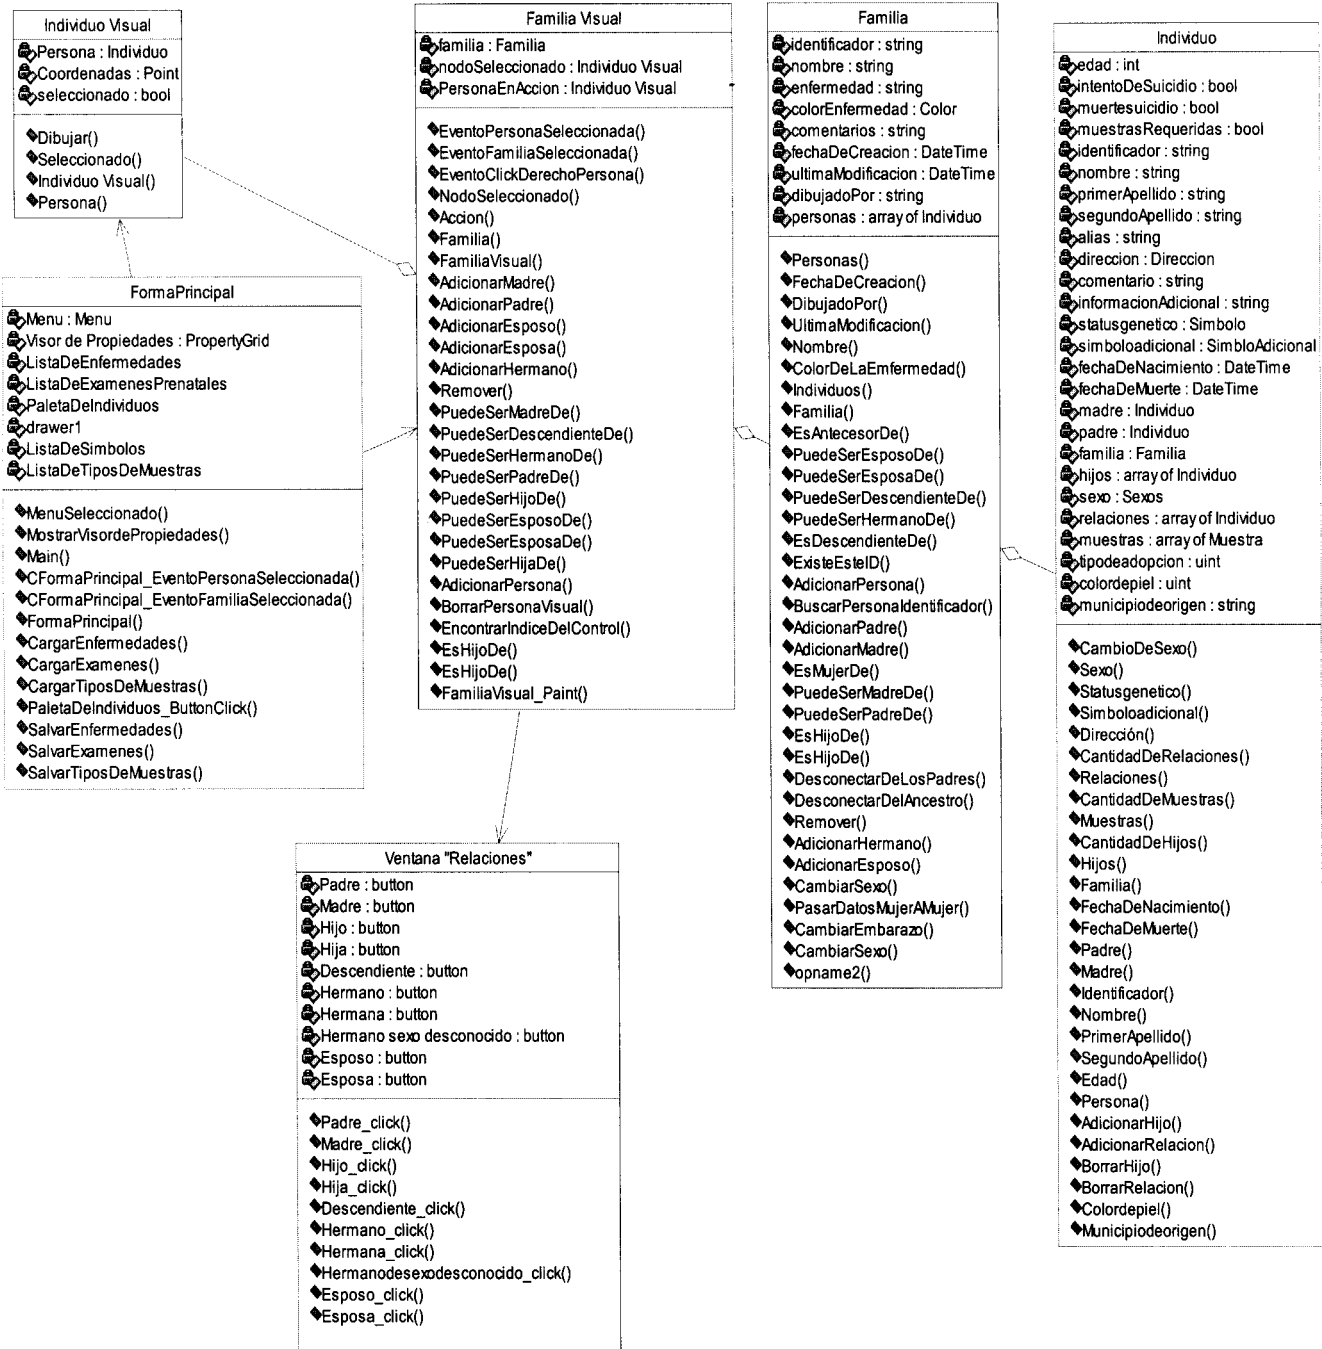 Individuo Visual
Persona : Individuo
Coordenadas : Point
seleccionado : bool
Dibujar()
Seleccionado()
Individuo Visual()
Persona()
FormaPrincipal
Menu : Menu
Visor de Propiedades : PropertyGrid
ListaDeEnfermedades
ListaDeExamenesPrenatales
PaletaDeIndividuos
drawer1
ListaDeSimbolos
ListaDeTiposDeMuestras
MenuSeleccionado()
MostrarVisordePropiedades()
Main()
CFormaPrincipal_EventoPersonaSeleccionada()
CFormaPrincipal_EventoFamiliaSeleccionada()
FormaPrincipal()
CargarEnfermedades()
CargarExamenes()
CargarTiposDeMuestras()
PaletaDeIndividuos_ButtonClick()
SalvarEnfermedades()
SalvarExamenes()
SalvarTiposDeMuestras()
Familia Visual
familia : Familia
nodoSeleccionado : Individuo Visual
PersonaEnAccion : Individuo Visual
EventoPersonaSeleccionada()
EventoFamiliaSeleccionada()
EventoClickDerechoPersona()
NodoSeleccionado()
Accion()
Familia()
FamiliaVisual()
AdicionarMadre()
AdicionarPadre()
AdicionarEsposo()
AdicionarEsposa()
AdicionarHermano()
Remover()
PuedeSerMadreDe()
PuedeSerDescendienteDe()
PuedeSerHermanoDe()
PuedeSerPadreDe()
PuedeSerHijoDe()
PuedeSerEsposoDe()
PuedeSerEsposaDe()
PuedeSerHijaDe()
AdicionarPersona()
BorrarPersonaVisual()
EncontrarIndiceDelControl()
EsHijoDe()
EsHijoDe()
FamiliaVisual_Paint()
Ventana "Relaciones"
Padre : button
Madre : button
Hijo : button
Hija : button
Descendiente : button
Hermano : button
Hermana : button
Hermano sexo desconocido : button
Esposo : button
Esposa : button
Padre_click()
Madre_click()
Hijo_click()
Hija_click()
Descendiente_click()
Hermano_click()
Hermana_click()
Hermanodesexodesconocido_click()
Esposo_click()
Esposa_click()
Familia
identificador : string
nombre : string
enfermedad : string
colorEnfermedad : Color
comentarios : string
fechaDeCreacion : DateTime
ultimaModificacion : DateTime
dibujadoPor : string
personas : array of Individuo
Personas()
FechaDeCreacion()
DibujadoPor()
UltimaModificacion()
Nombre()
ColorDeLaEmfermedad()
Individuos()
Familia()
EsAntecesorDe()
PuedeSerEsposoDe()
PuedeSerEsposaDe()
PuedeSerDescendienteDe()
PuedeSerHermanoDe()
EsDescendienteDe()
ExisteEsteID()
AdicionarPersona()
BuscarPersonaIdentificador()
AdicionarPadre()
AdicionarMadre()
EsMujerDe()
PuedeSerMadreDe()
PuedeSerPadreDe()
EsHijoDe()
EsHijoDe()
DesconectarDeLosPadres()
DesconectarDelAncestro()
Remover()
AdicionarHermano()
AdicionarEsposo()
CambiarSexo()
PasarDatosMujerAMujer()
CambiarEmbarazo()
CambiarSexo()
opname2()
Individuo
edad : int
intentoDeSuicidio : bool
muertesuicidio : bool
muestrasRequeridas : bool
identificador : string
nombre : string
primerApellido : string
segundoApellido : string
alias : string
direccion : Direccion
comentario : string
informacionAdicional : string
statusgenetico : Simbolo
simboloadicional : SimbloAdicional
fechaDeNacimiento : DateTime
fechaDeMuerte : DateTime
madre : Individuo
padre : Individuo
familia : Familia
hijos : array of Individuo
sexo : Sexos
relaciones : array of Individuo
muestras : array of Muestra
tipodeadopcion : uint
colordepiel : uint
municipiodeorigen : string
CambioDeSexo()
Sexo()
Statusgenetico()
Simboloadicional()
Dirección()
CantidadDeRelaciones()
Relaciones()
CantidadDeMuestras()
Muestras()
CantidadDeHijos()
Hijos()
Familia()
FechaDeNacimiento()
FechaDeMuerte()
Padre()
Madre()
Identificador()
Nombre()
PrimerApellido()
SegundoApellido()
Edad()
Persona()
AdicionarHijo()
AdicionarRelacion()
BorrarHijo()
BorrarRelacion()
Colordepiel()
Municipiodeorigen()